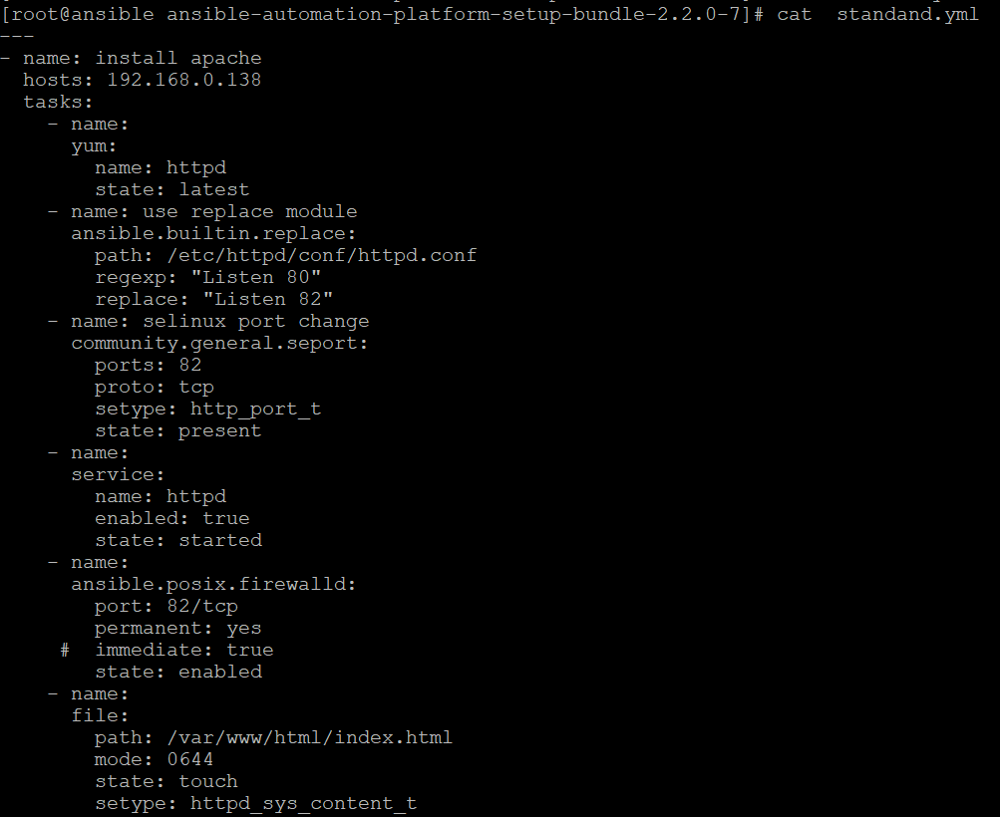 [root@ansible ansible-automation-platform-setup-bundle-2.2.0-7]# cat  standand.yml
---
- name: install apache
  hosts: 192.168.0.138
  tasks:
    - name:
      yum:
        name: httpd
        state: latest
    - name: use replace module
      ansible.builtin.replace:
        path: /etc/httpd/conf/httpd.conf
        regexp: "Listen 80"
        replace: "Listen 82"
    - name: selinux port change
      community.general.seport:
        ports: 82
        proto: tcp
        setype: http_port_t
        state: present
    - name:
      service:
        name: httpd
        enabled: true
        state: started
    - name:
      ansible.posix.firewalld:
        port: 82/tcp
        permanent: yes
     #  immediate: true
        state: enabled
    - name:
      file:
        path: /var/www/html/index.html
        mode: 0644
        state: touch
        setype: httpd_sys_content_t